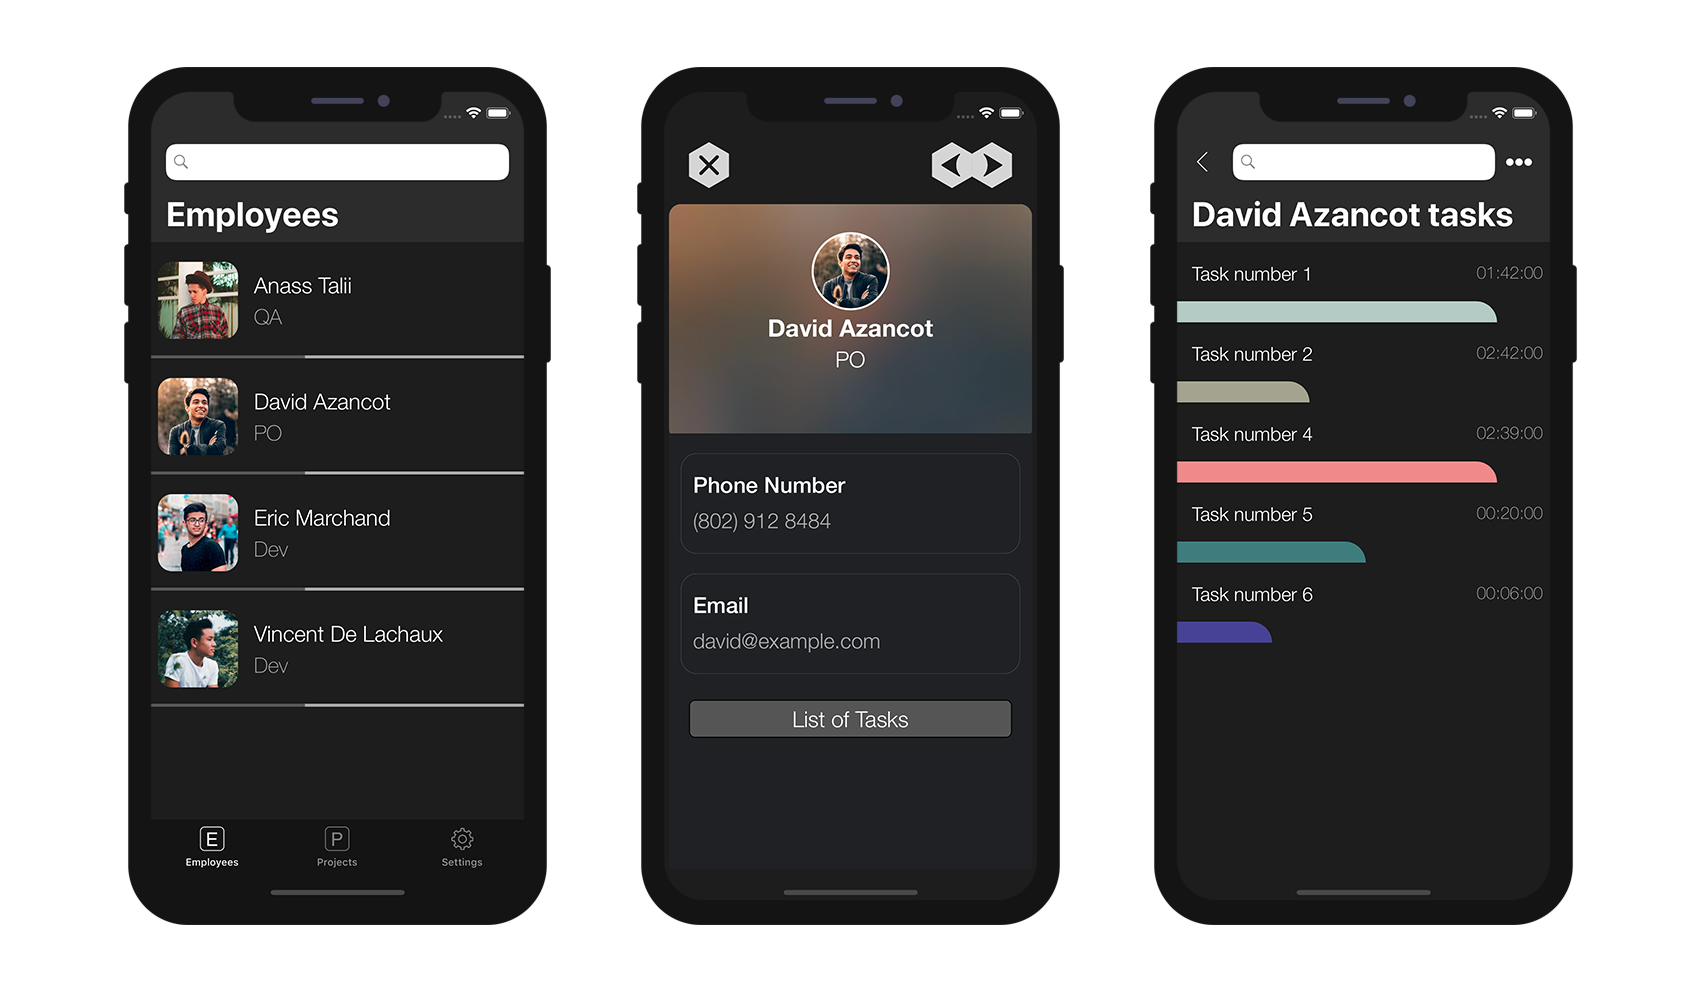 Employees
Anass Talii
QA
David Azancot
PO
Eric Marchand
Dev
Vincent De Lachaux
Dev
E
P
Employees
Projects
Settings
David Azancot
PO
Phone Number
(802) 912 8484
Email
david@example.com
List of Tasks
David Azancot tasks
Task number 1 01:42:00
Task number 2 02:42:00
Task number 4 02:39:00
Task number 5 00:20:00
Task number 6 00:06:00